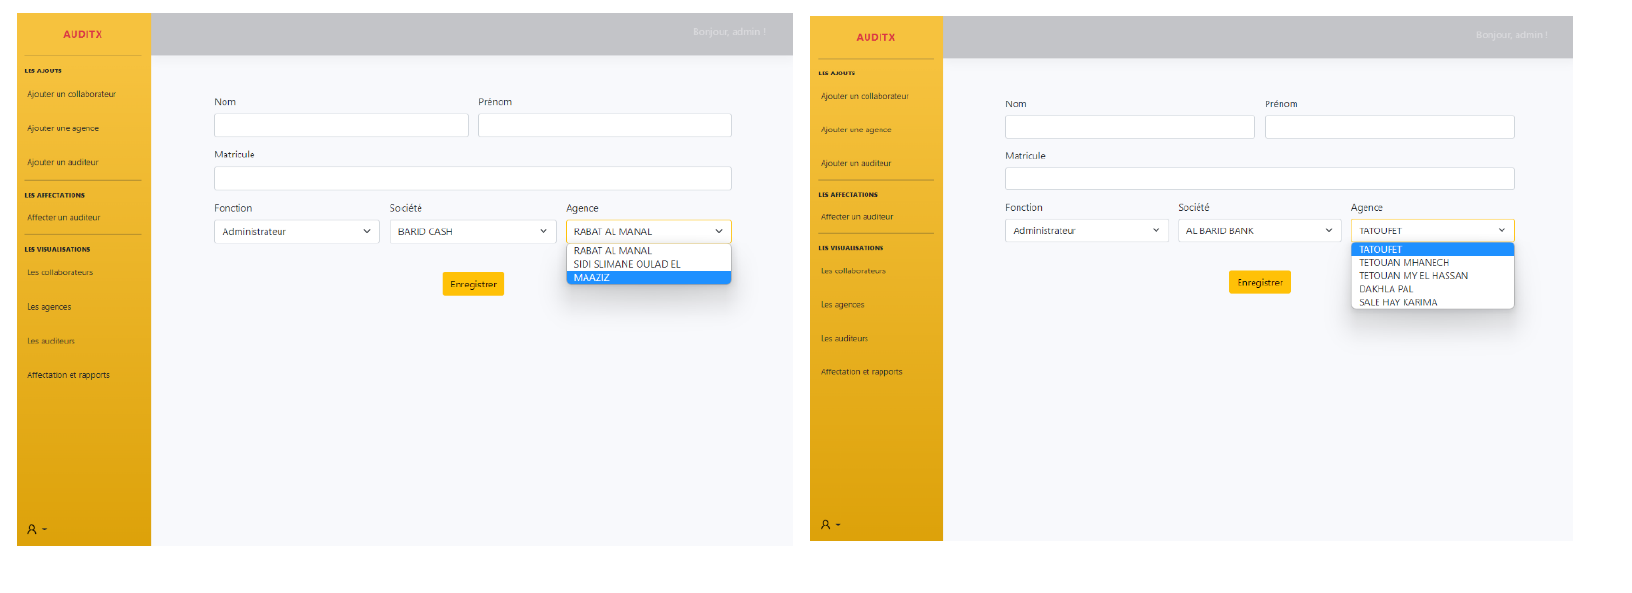 AUDITX
Bonjour, admin !
LES AJOUTS
Ajouter un collaborateur
Ajouter une agence
Ajouter un auditeur
LES AFFECTATIONS
Affecter un auditeur
LES VISUALISATIONS
Les collaborateurs
Les agences
Les auditeurs
Affectation et rapports
Nom
Prénom
Matricule
Fonction
Société
Agence
Administrateur
BARID CASH
RABAT AL MANAL
RABAT AL MANAL
SIDI SLIMANE OULAD EL
MAAZIZ
Enregistrer
AUDITX
Bonjour, admin !
LES AJOUTS
Ajouter un collaborateur
Ajouter une agence
Ajouter un auditeur
LES AFFECTATIONS
Affecter un auditeur
LES VISUALISATIONS
Les collaborateurs
Les agences
Les auditeurs
Affectation et rapports
Nom
Prénom
Matricule
Fonction
Société
Agence
Administrateur
AL BARID BANK
TATOUFET
TATOUFET
TETOUAN MHANECH
TETOUAN MY EL HASSAN
DAKHLA PAL
SALE HAY KARIMA
Enregistrer